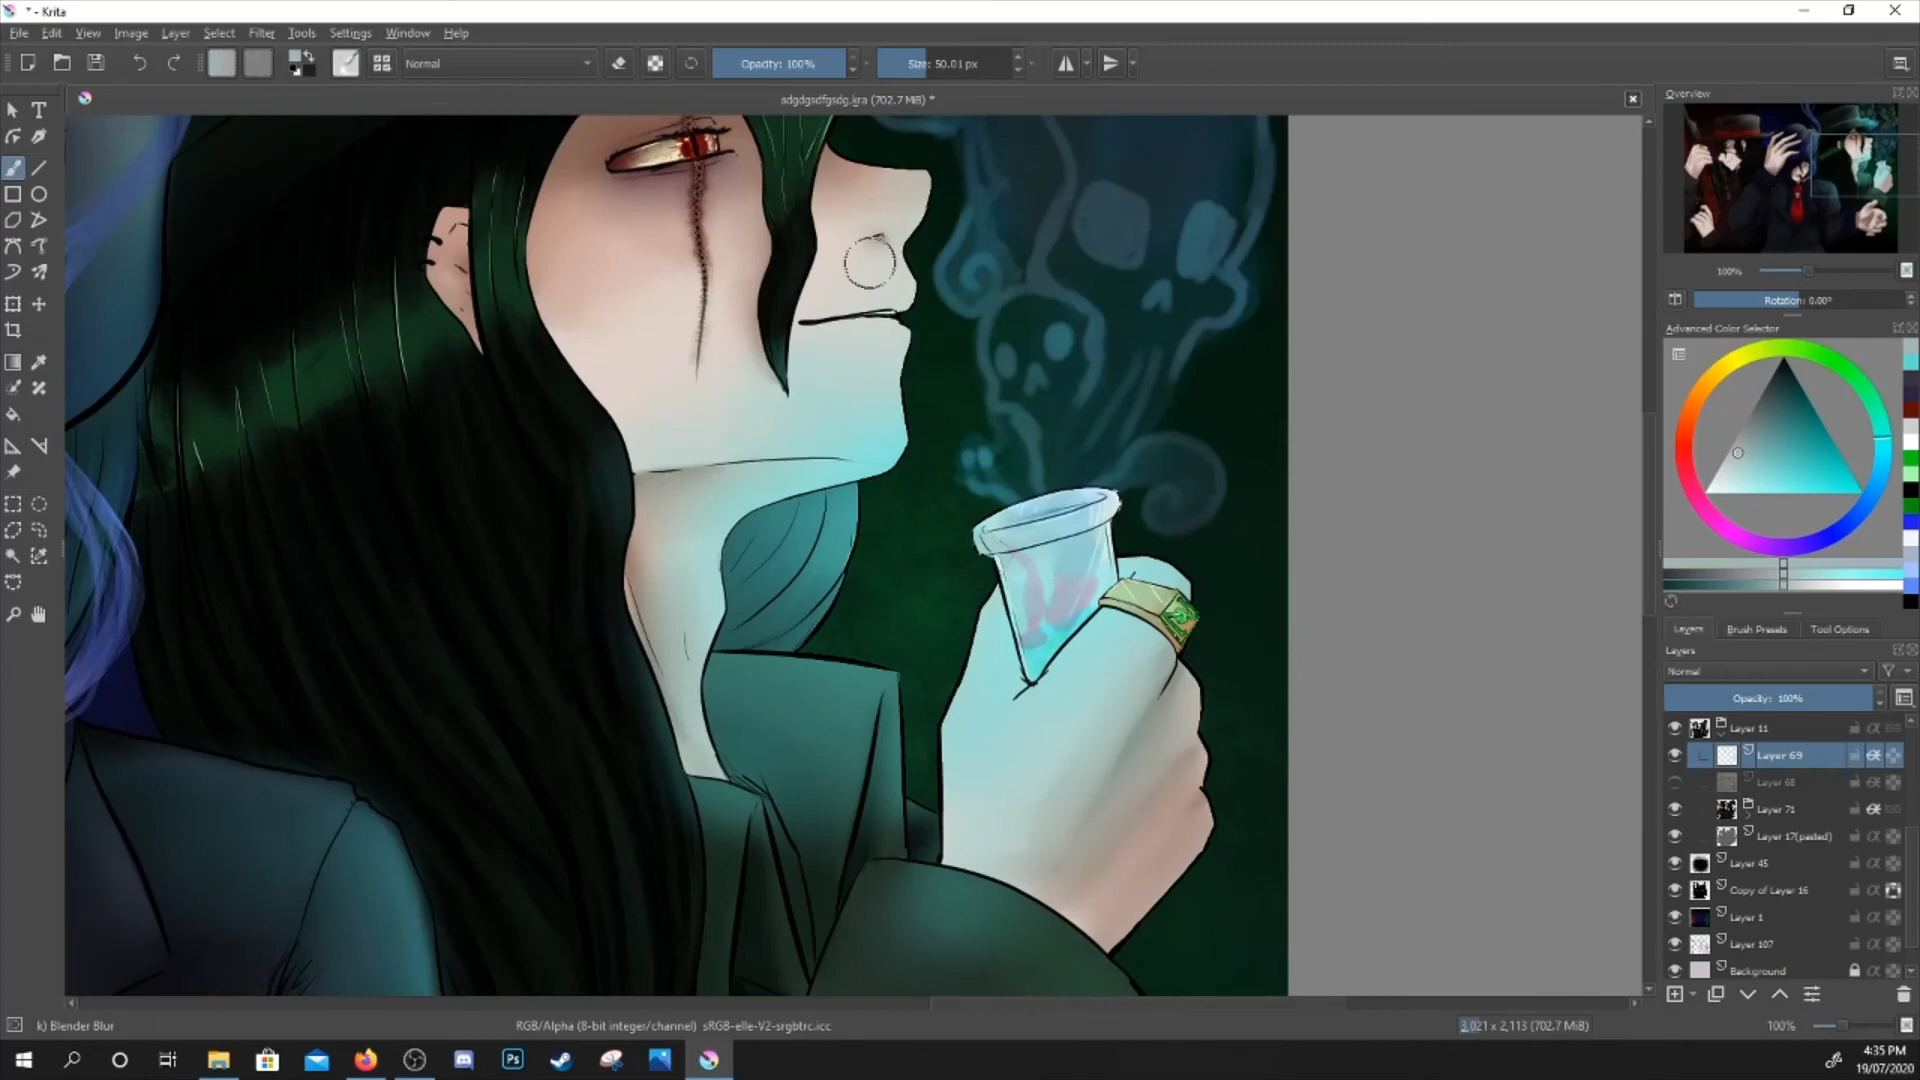 * - Krita
File Edit View Image Layer Select Filter Tools Settings Window Help
Normal
Opacity: 100%
Size: 50.01 px
sdgdgsdfgsdg.kra (702.7 MiB) *
Overview
100%
Rotation: 0.00°
Advanced Color Selector
Layers Brush Presets Tool Options
Layers
Normal
Opacity: 100%
Layer 11
Layer 69
Layer 68
Layer 71
Layer 17(pasted)
Layer 45
Copy of Layer 16
Layer 1
Layer 107
Background
k) Blender Blur
RGB/Alpha (8-bit integer/channel) sRGB-elle-V2-srgbtrc.icc
3,021 x 2,113 (702.7 MiB)
100%
Ps
4:35 PM
19/07/2020